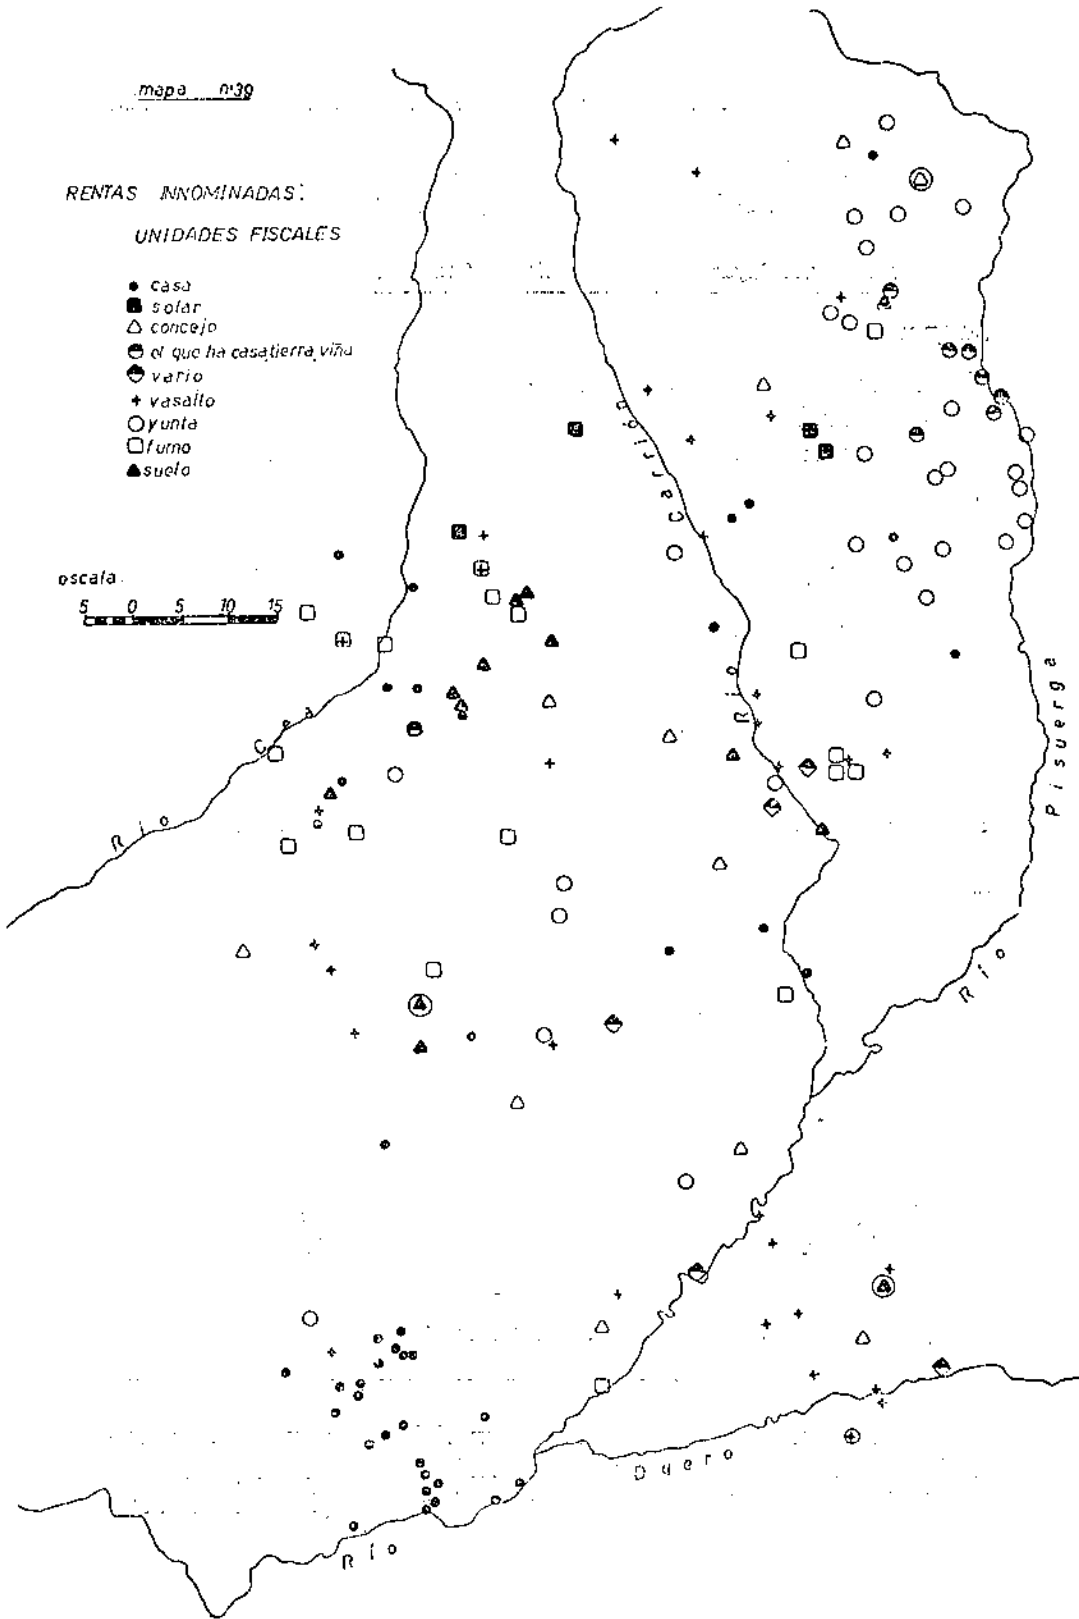 mapa nº39
RENTAS INNOMINADAS:
UNIDADES FISCALES
casa
solar
concejo
el que ha casa, tierra, viña
vario
vasallo
yunta
fumo
suelo
escala
5 0 5 10 15
Río Cea
Río Carrión
Río Pisuerga
Río Duero